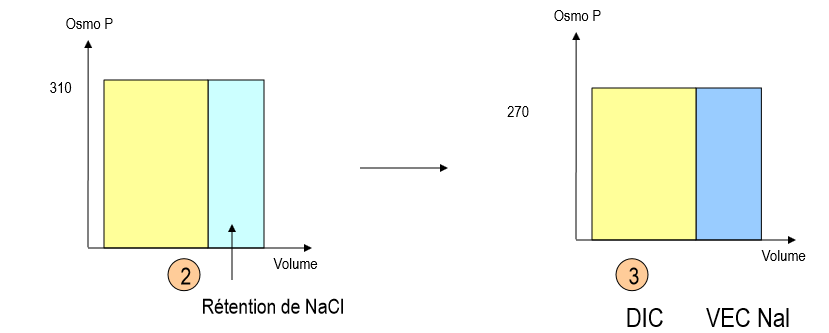 Osmo P
310
Volume
2
Rétention de NaCl
Osmo P
270
Volume
3
DIC VEC Nal